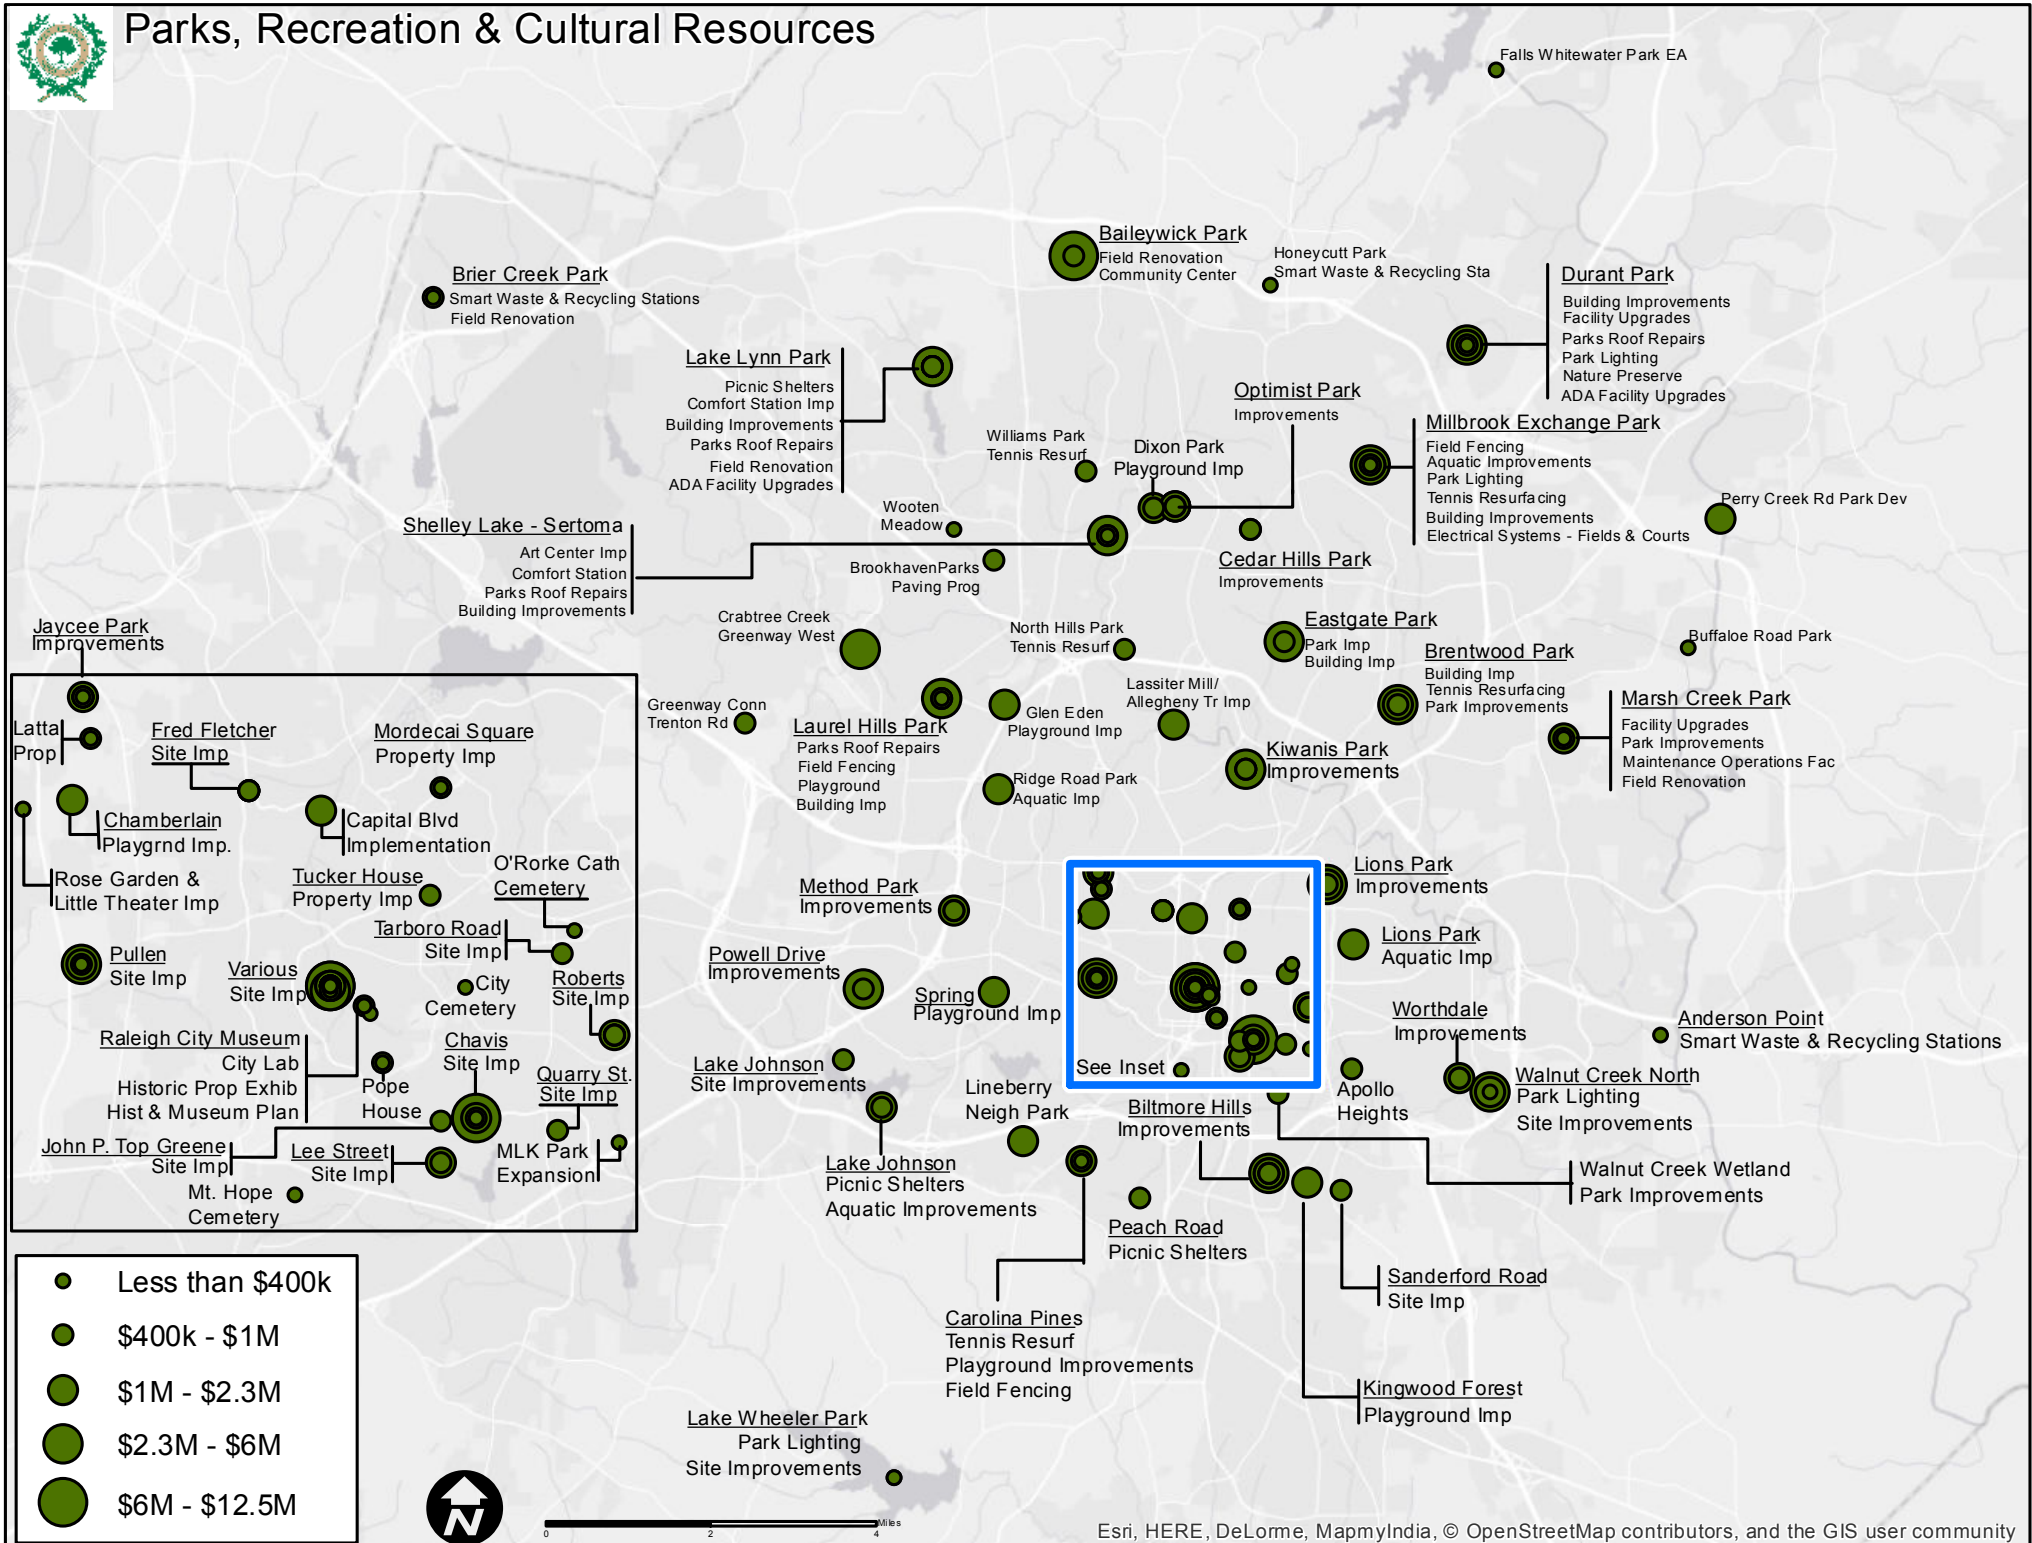 Parks, Recreation & Cultural Resources
Falls Whitewater Park EA
Baileywick Park
Field Renovation
Community Center
Honeycutt Park
Smart Waste & Recycling Sta
Brier Creek Park
Smart Waste & Recycling Stations
Field Renovation
Durant Park
Building Improvements
Facility Upgrades
Parks Roof Repairs
Park Lighting
Nature Preserve
ADA Facility Upgrades
Lake Lynn Park
Picnic Shelters
Comfort Station Imp
Building Improvements
Parks Roof Repairs
Field Renovation
ADA Facility Upgrades
Optimist Park
Improvements
Williams Park
Tennis Resurf
Dixon Park
Playground Imp
Millbrook Exchange Park
Field Fencing
Aquatic Improvements
Park Lighting
Tennis Resurfacing
Building Improvements
Electrical Systems - Fields & Courts
Perry Creek Rd Park Dev
Wooten
Meadow
Shelley Lake - Sertoma
Art Center Imp
Comfort Station
Parks Roof Repairs
Building Improvements
BrookhavenParks
Paving Prog
Cedar Hills Park
Improvements
Crabtree Creek
Greenway West
North Hills Park
Tennis Resurf
Eastgate Park
Park Imp
Building Imp
Brentwood Park
Building Imp
Tennis Resurfacing
Park Improvements
Buffaloe Road Park
Marsh Creek Park
Facility Upgrades
Park Improvements
Maintenance Operations Fac
Field Renovation
Greenway Conn
Trenton Rd
Laurel Hills Park
Parks Roof Repairs
Field Fencing
Playground
Building Imp
Glen Eden
Playground Imp
Lassiter Mill/
Allegheny Tr Imp
Ridge Road Park
Aquatic Imp
Kiwanis Park
Improvements
Jaycee Park
Improvements
Latta
Prop
Fred Fletcher
Site Imp
Mordecai Square
Property Imp
Chamberlain
Playgrnd Imp.
Capital Blvd
Implementation
Rose Garden &
Little Theater Imp
Tucker House
Property Imp
O'Rorke Cath
Cemetery
Tarboro Road
Site Imp
Pullen
Site Imp
Various
Site Imp
City
Cemetery
Roberts
Site Imp
Raleigh City Museum
City Lab
Historic Prop Exhib
Hist & Museum Plan
Pope
House
Chavis
Site Imp
Quarry St.
Site Imp
John P. Top Greene
Site Imp
Lee Street
Site Imp
MLK Park
Expansion
Mt. Hope
Cemetery
Method Park
Improvements
Powell Drive
Improvements
Spring
Playground Imp
See Inset
Lions Park
Improvements
Lions Park
Aquatic Imp
Worthdale
Improvements
Anderson Point
Smart Waste & Recycling Stations
Lake Johnson
Site Improvements
Lineberry
Neigh Park
Biltmore Hills
Improvements
Apollo
Heights
Walnut Creek North
Park Lighting
Site Improvements
Lake Johnson
Picnic Shelters
Aquatic Improvements
Peach Road
Picnic Shelters
Walnut Creek Wetland
Park Improvements
Sanderford Road
Site Imp
Carolina Pines
Tennis Resurf
Playground Improvements
Field Fencing
Kingwood Forest
Playground Imp
Lake Wheeler Park
Park Lighting
Site Improvements
Less than $400k
$400k - $1M
$1M - $2.3M
$2.3M - $6M
$6M - $12.5M
N
Miles
0 2 4
Esri, HERE, DeLorme, MapmyIndia, © OpenStreetMap contributors, and the GIS user community